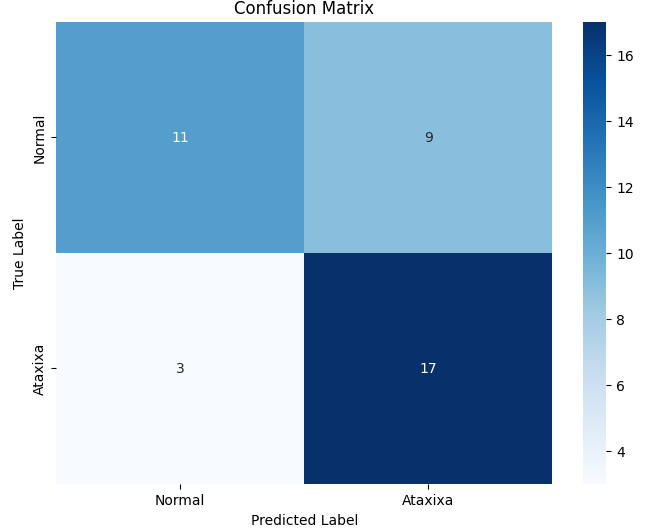 Confusion Matrix
True Label
Normal
11
9
Ataxixa
3
17
Normal
Ataxixa
Predicted Label
16
14
12
10
8
6
4